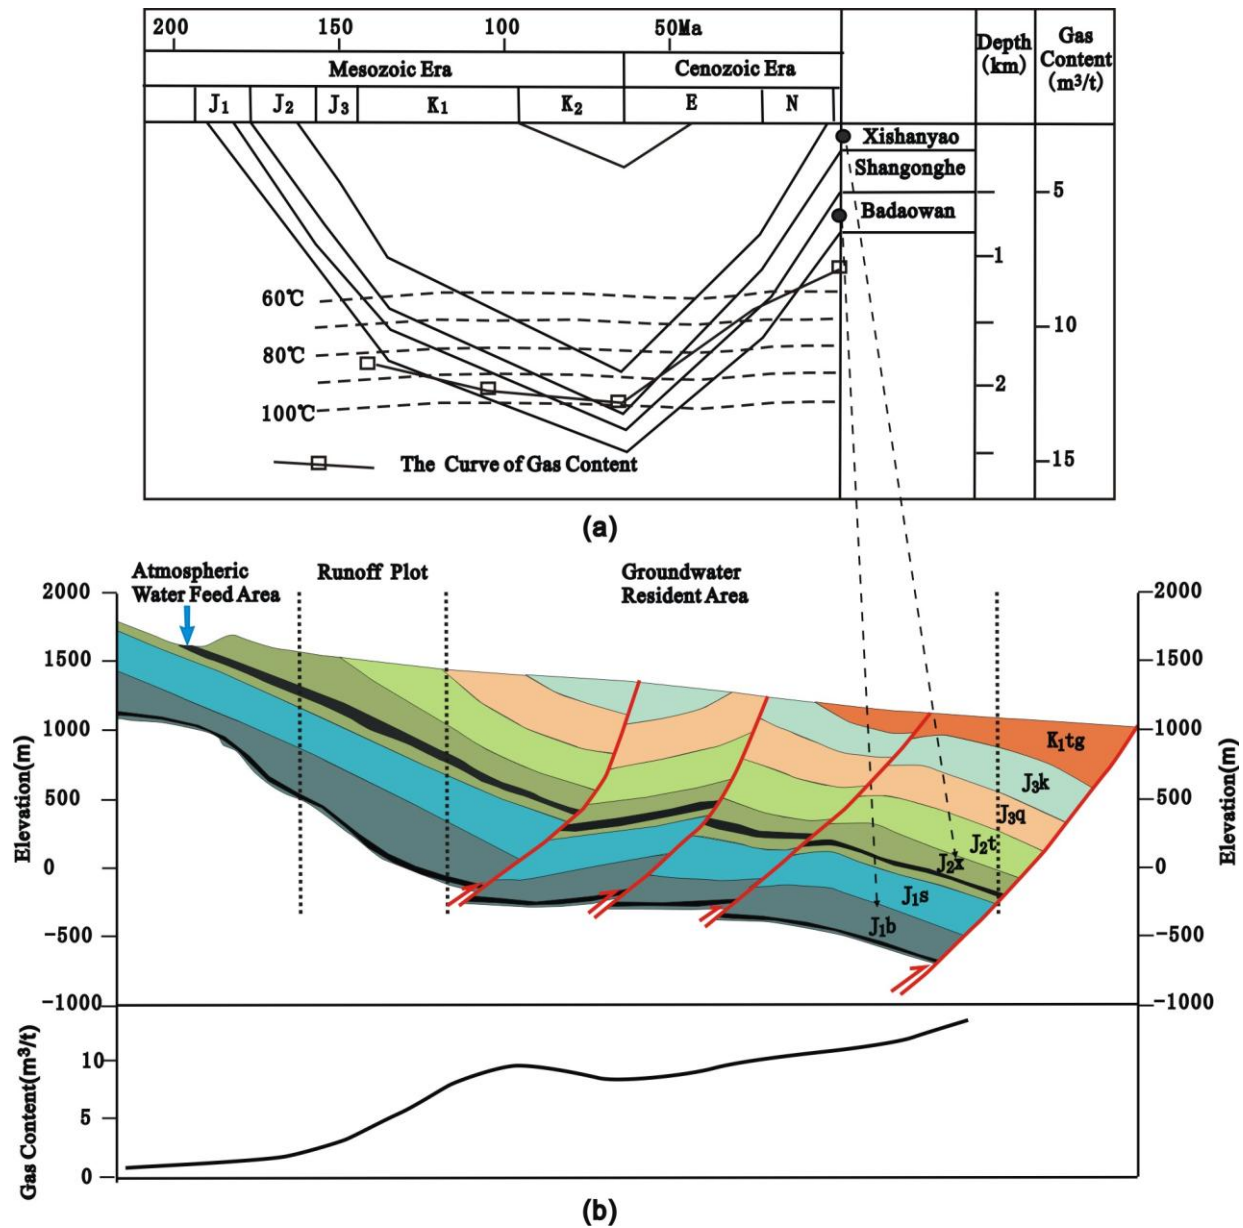 200 150 100 50Ma
Depth
(km)
Gas
Content
(m³/t)
Mesozoic Era Cenozoic Era
J₁ J₂ J₃ K₁ K₂ E N
Xishanyao
Shangonghe
5
Badaowan
1
60℃
10
80℃
2
100℃
15
The Curve of Gas Content
(a)
Atmospheric
Water Feed Area
Runoff Plot
Groundwater
Resident Area
2000 2000
1500 1500
1000 1000
500 500
0 0
-500 -500
-1000 -1000
Elevation(m)
Elevation(m)
K₁tg
J₃k
J₃q
J₂t
J₂x
J₁s
J₁b
Gas Content(m³/t)
10
5
0
(b)